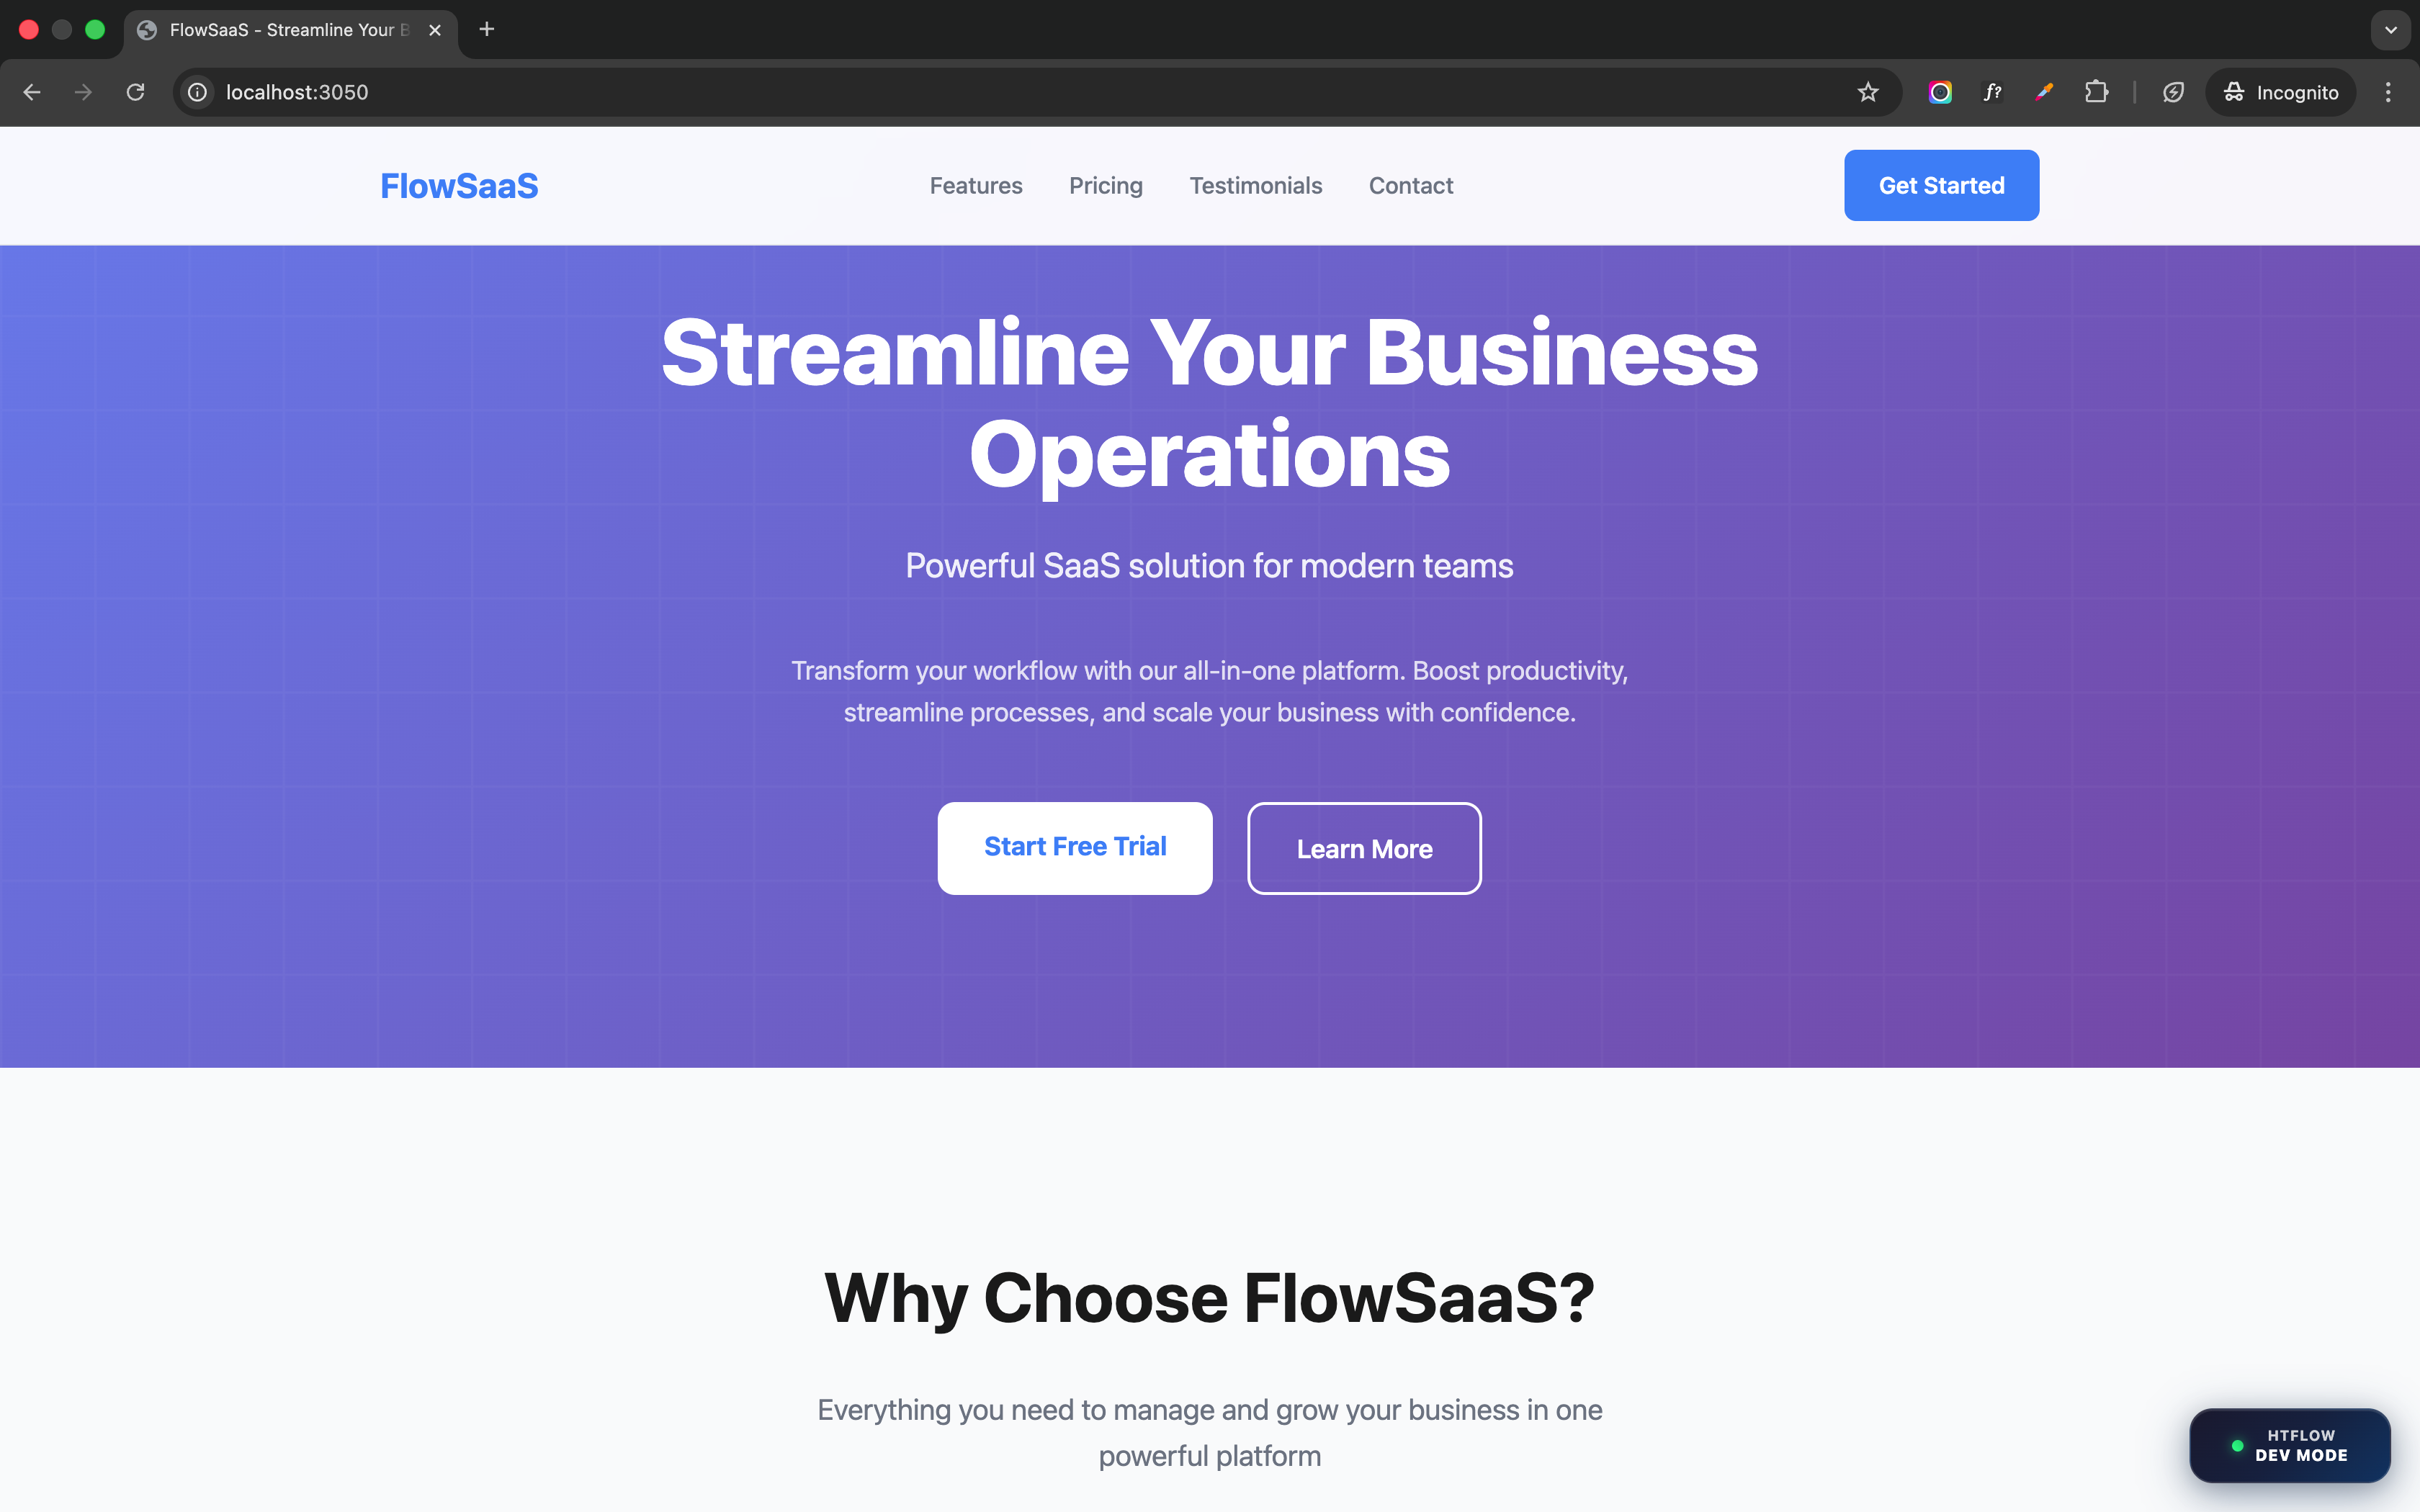 FlowSaaS - Streamline Your B
localhost:3050
Incognito
FlowSaaS
Features
Pricing
Testimonials
Contact
Get Started
Streamline Your Business
Operations
Powerful SaaS solution for modern teams
Transform your workflow with our all-in-one platform. Boost productivity,
streamline processes, and scale your business with confidence.
Start Free Trial
Learn More
Why Choose FlowSaaS?
Everything you need to manage and grow your business in one
powerful platform
HTFLOW
DEV MODE